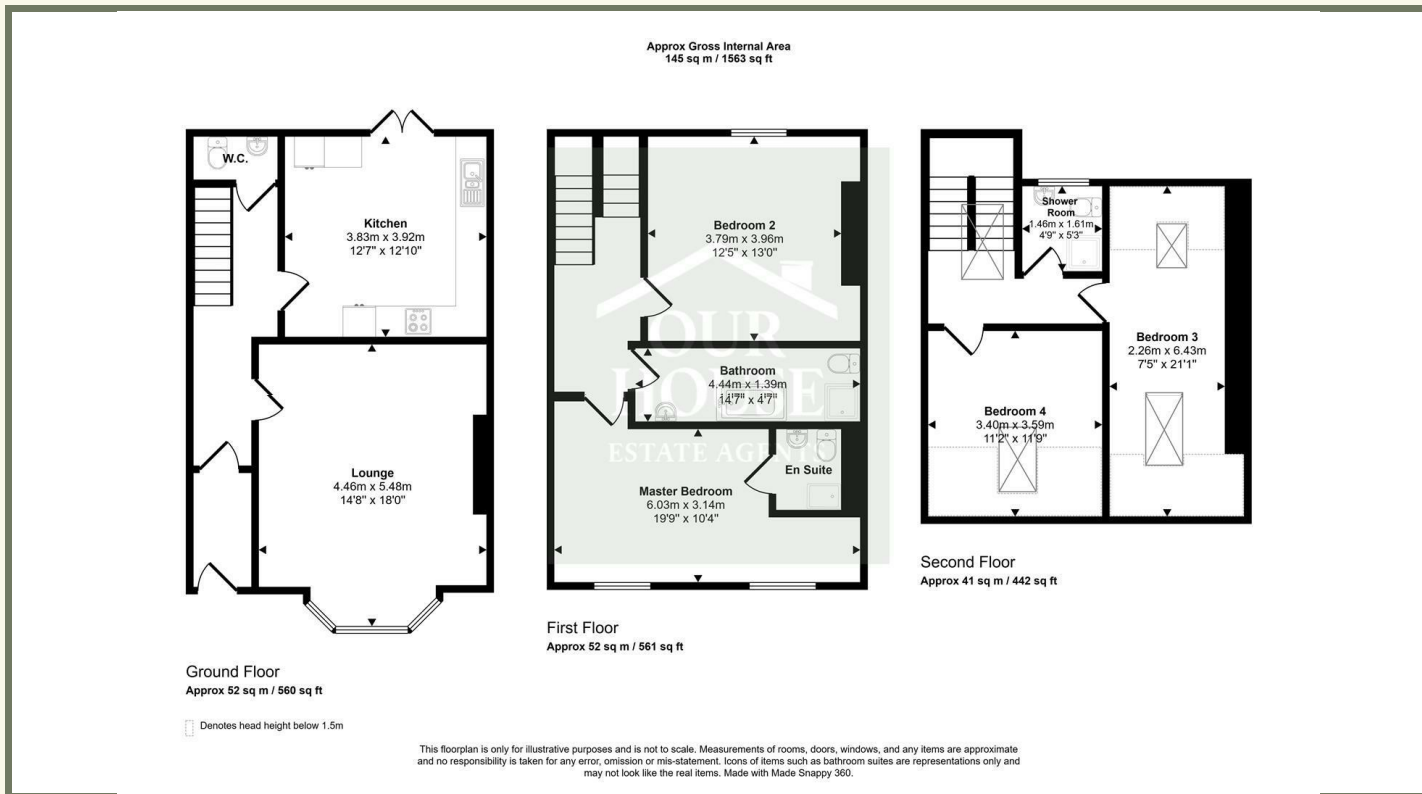 Approx Gross Internal Area
145 sq m / 1563 sq ft
W.C.
Kitchen
3.83m x 3.92m
12'7" x 12'10"
Lounge
4.46m x 5.48m
14'8" x 18'0"
Ground Floor
Approx 52 sq m / 560 sq ft
Denotes head height below 1.5m
Bedroom 2
3.79m x 3.96m
12'5" x 13'0"
OUR
HOUSE
ESTATE AGENTS
Bathroom
4.44m x 1.39m
14'7" x 4'7"
En Suite
Master Bedroom
6.03m x 3.14m
19'9" x 10'4"
First Floor
Approx 52 sq m / 561 sq ft
Shower
Room
1.46m x 1.61m
4'9" x 5'3"
Bedroom 3
2.26m x 6.43m
7'5" x 21'1"
Bedroom 4
3.40m x 3.59m
11'2" x 11'9"
Second Floor
Approx 41 sq m / 442 sq ft
This floorplan is only for illustrative purposes and is not to scale. Measurements of rooms, doors, windows, and any items are approximate
and no responsibility is taken for any error, omission or mis-statement. Icons of items such as bathroom suites are representations only and
may not look like the real items. Made with Made Snappy 360.